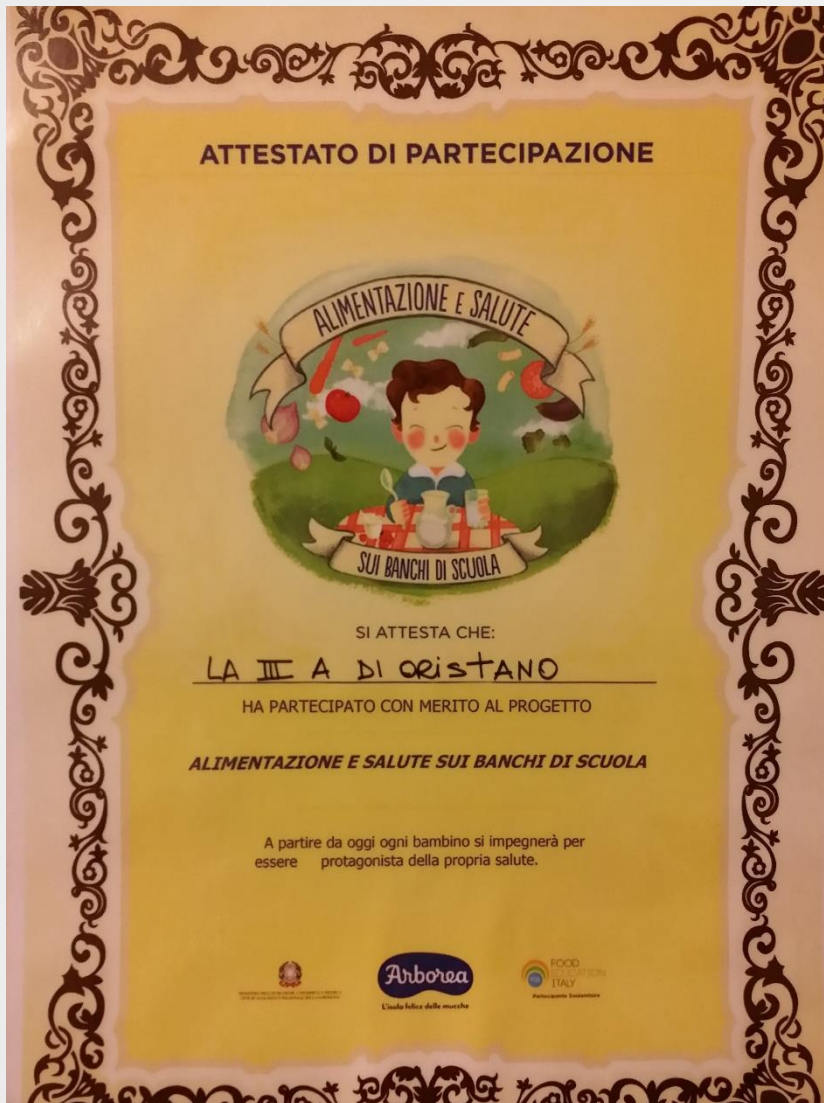 ATTESTATO DI PARTECIPAZIONE
ALIMENTAZIONE E SALUTE
SUI BANCHI DI SCUOLA
SI ATTESTA CHE:
LA III A DI ORISTANO
HA PARTECIPATO CON MERITO AL PROGETTO
ALIMENTAZIONE E SALUTE SUI BANCHI DI SCUOLA
A partire da oggi ogni bambino si impegnerà per
essere protagonista della propria salute.
Arborea
L'isola felice delle mucche
FOOD
EDUCATION
ITALY
Partecipante Sostenitore